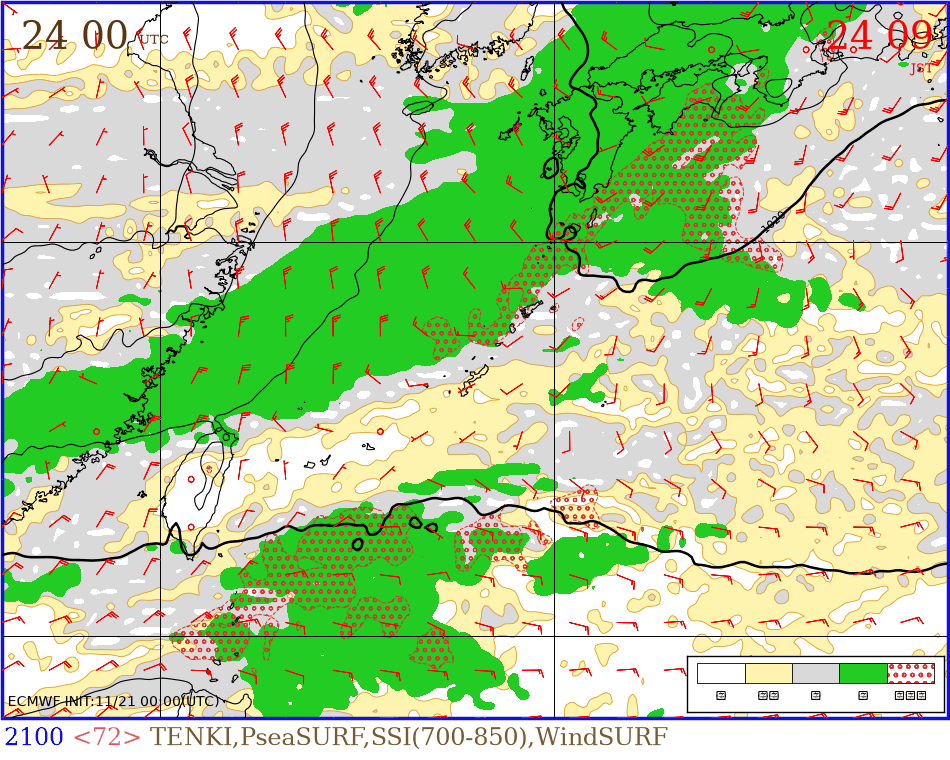 24 00 UTC
24 09
JST
1020
ECMWF INIT:11/21 00:00(UTC)
2100 <72> TENKI,PseaSURF,SSI(700-850),WindSURF